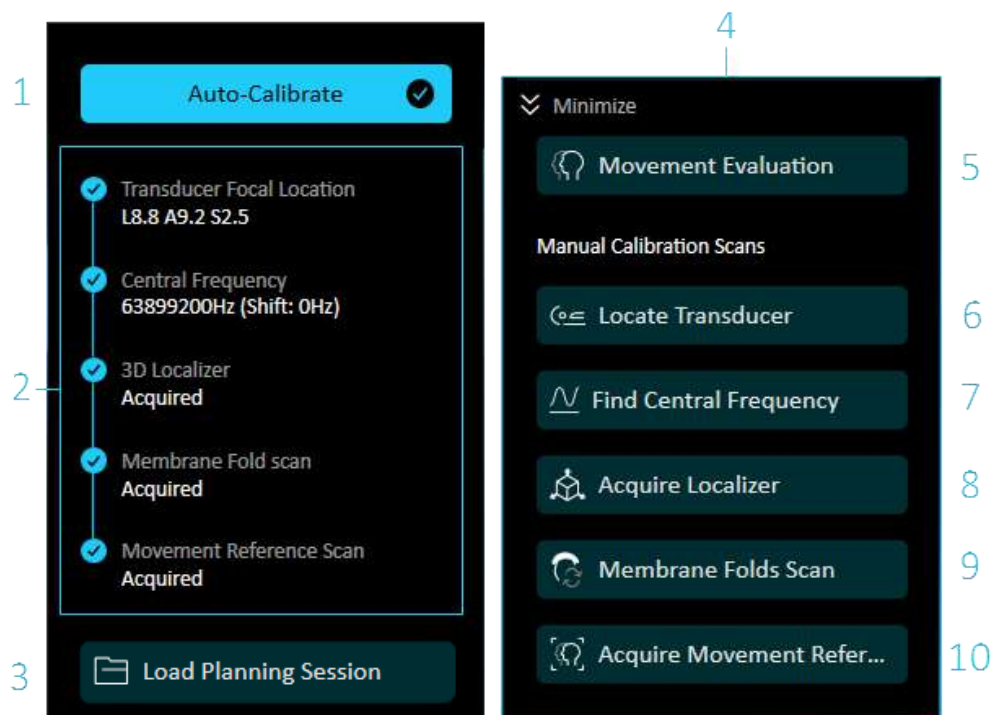 1
Auto-Calibrate
2
Transducer Focal Location
L8.8 A9.2 S2.5
Central Frequency
63899200Hz (Shift: 0Hz)
3D Localizer
Acquired
Membrane Fold scan
Acquired
Movement Reference Scan
Acquired
3
Load Planning Session
4
Minimize
Movement Evaluation
5
Manual Calibration Scans
Locate Transducer
6
Find Central Frequency
7
Acquire Localizer
8
Membrane Folds Scan
9
Acquire Movement Refer...
10